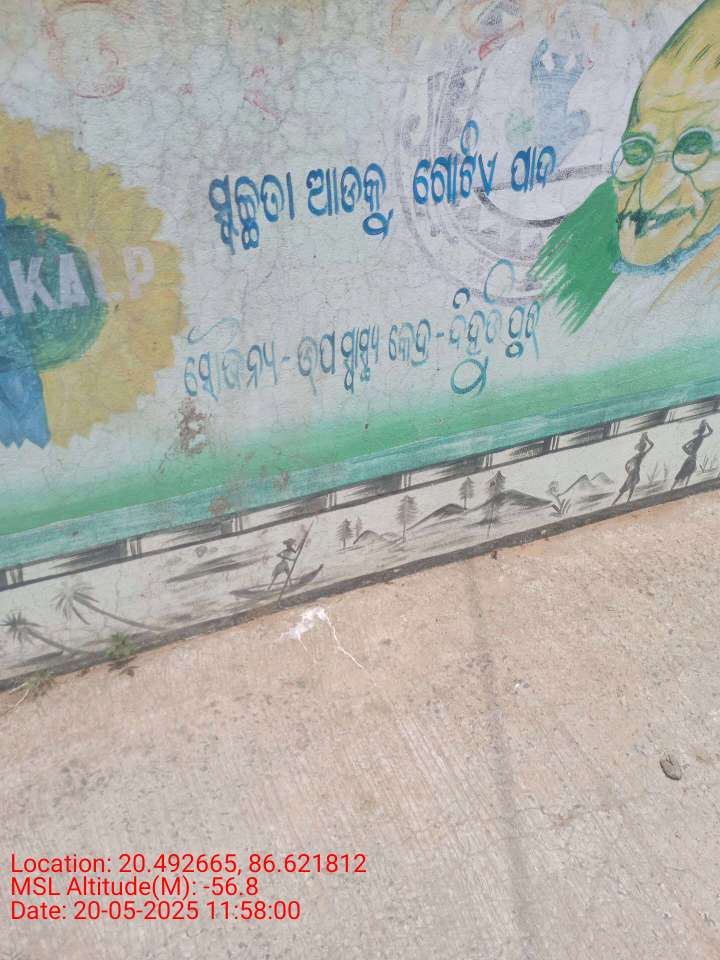 ସ୍ୱଚ୍ଛତା ଆଡକୁ ଗୋଟିଏ ପାଦ
AKALP
ସୌଜନ୍ୟ - ଉପ ସ୍ୱାସ୍ଥ୍ୟ କେନ୍ଦ୍ର -
Location: 20.492665, 86.621812
MSL Altitude(M): -56.8
Date: 20-05-2025 11:58:00